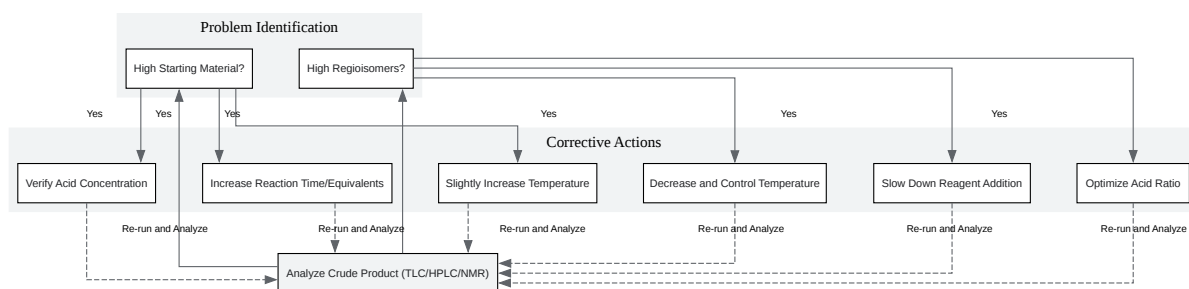 Problem Identification
High Starting Material?
High Regioisomers?
Yes
Yes
Yes
Yes
Yes
Yes
Corrective Actions
Verify Acid Concentration
Increase Reaction Time/Equivalents
Slightly Increase Temperature
Decrease and Control Temperature
Slow Down Reagent Addition
Optimize Acid Ratio
Re-run and Analyze
Re-run and Analyze
Re-run and Analyze
Re-run and Analyze
Re-run and Analyze
Re-run and Analyze
Analyze Crude Product (TLC/HPLC/NMR)